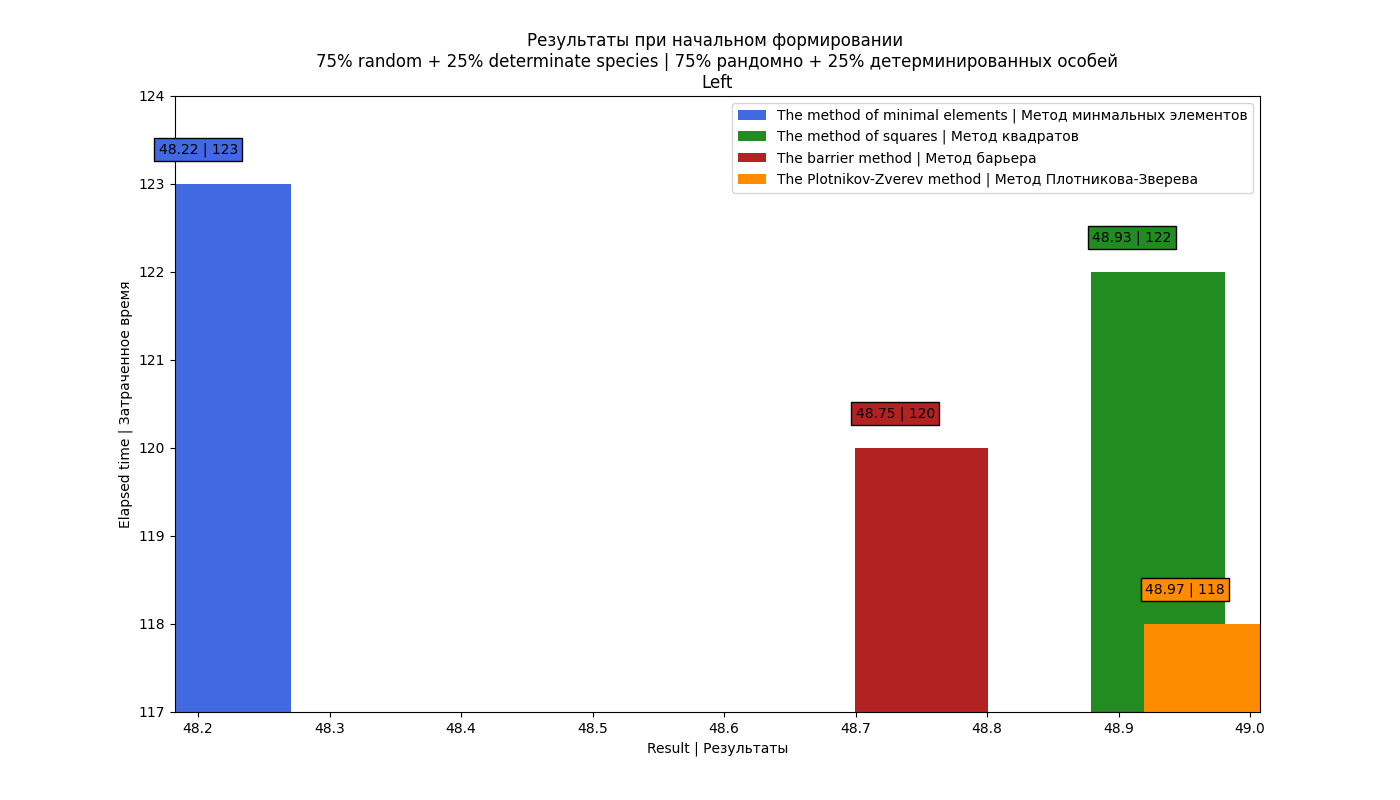 Результаты при начальном формировании
75% random + 25% determinate species | 75% рандомно + 25% детерминированных особей
Left
The method of minimal elements | Метод минмальных элементов
The method of squares | Метод квадратов
The barrier method | Метод барьера
The Plotnikov-Zverev method | Метод Плотникова-Зверева
48.22 | 123
48.93 | 122
48.75 | 120
48.97 | 118
Elapsed time | Затраченное время
124
123
122
121
120
119
118
117
48.2 48.3 48.4 48.5 48.6 48.7 48.8 48.9 49.0
Result | Результаты